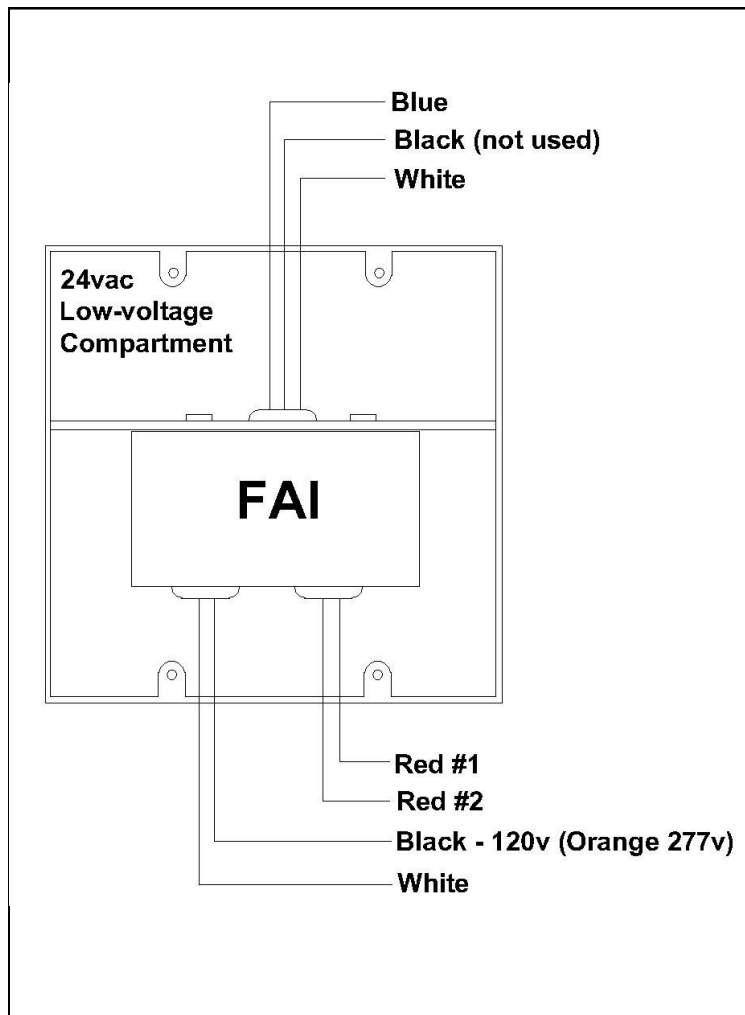 Blue
Black (not used)
White
24vac
Low-voltage
Compartment
FAI
Red #1
Red #2
Black - 120v (Orange 277v)
White